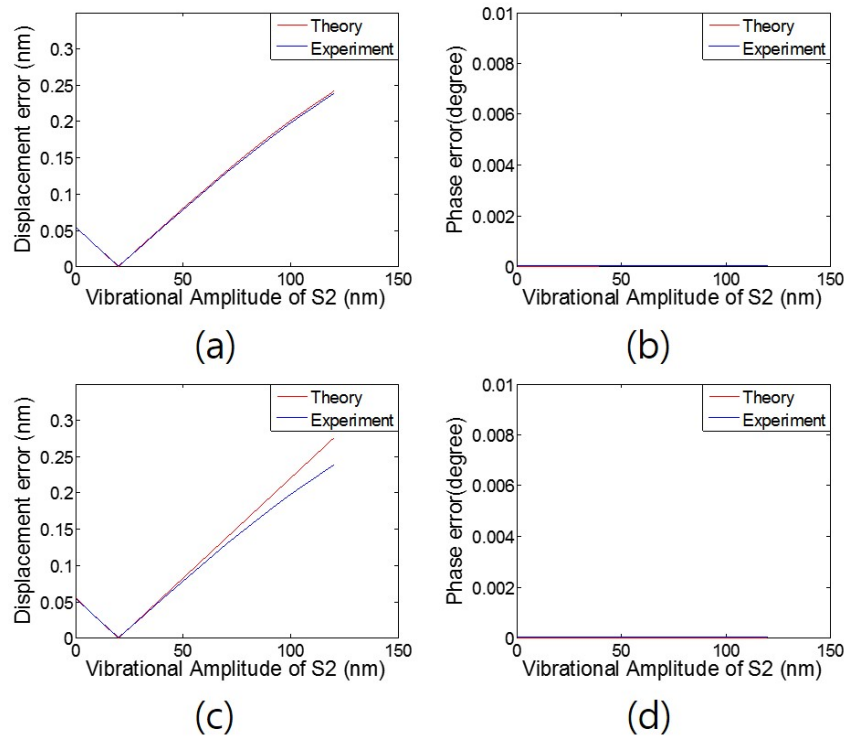 0.3
0.25
0.2
0.15
0.1
0.05
0
Displacement error (nm)
Theory
Experiment
0 50 100 150
Vibrational Amplitude of S2 (nm)
(a)
0.01
0.008
0.006
0.004
0.002
0
Phase error(degree)
Theory
Experiment
0 50 100 150
Vibrational Amplitude of S2 (nm)
(b)
0.3
0.25
0.2
0.15
0.1
0.05
0
Displacement error (nm)
Theory
Experiment
0 50 100 150
Vibrational Amplitude of S2 (nm)
(c)
0.01
0.008
0.006
0.004
0.002
0
Phase error(degree)
Theory
Experiment
0 50 100 150
Vibrational Amplitude of S2 (nm)
(d)